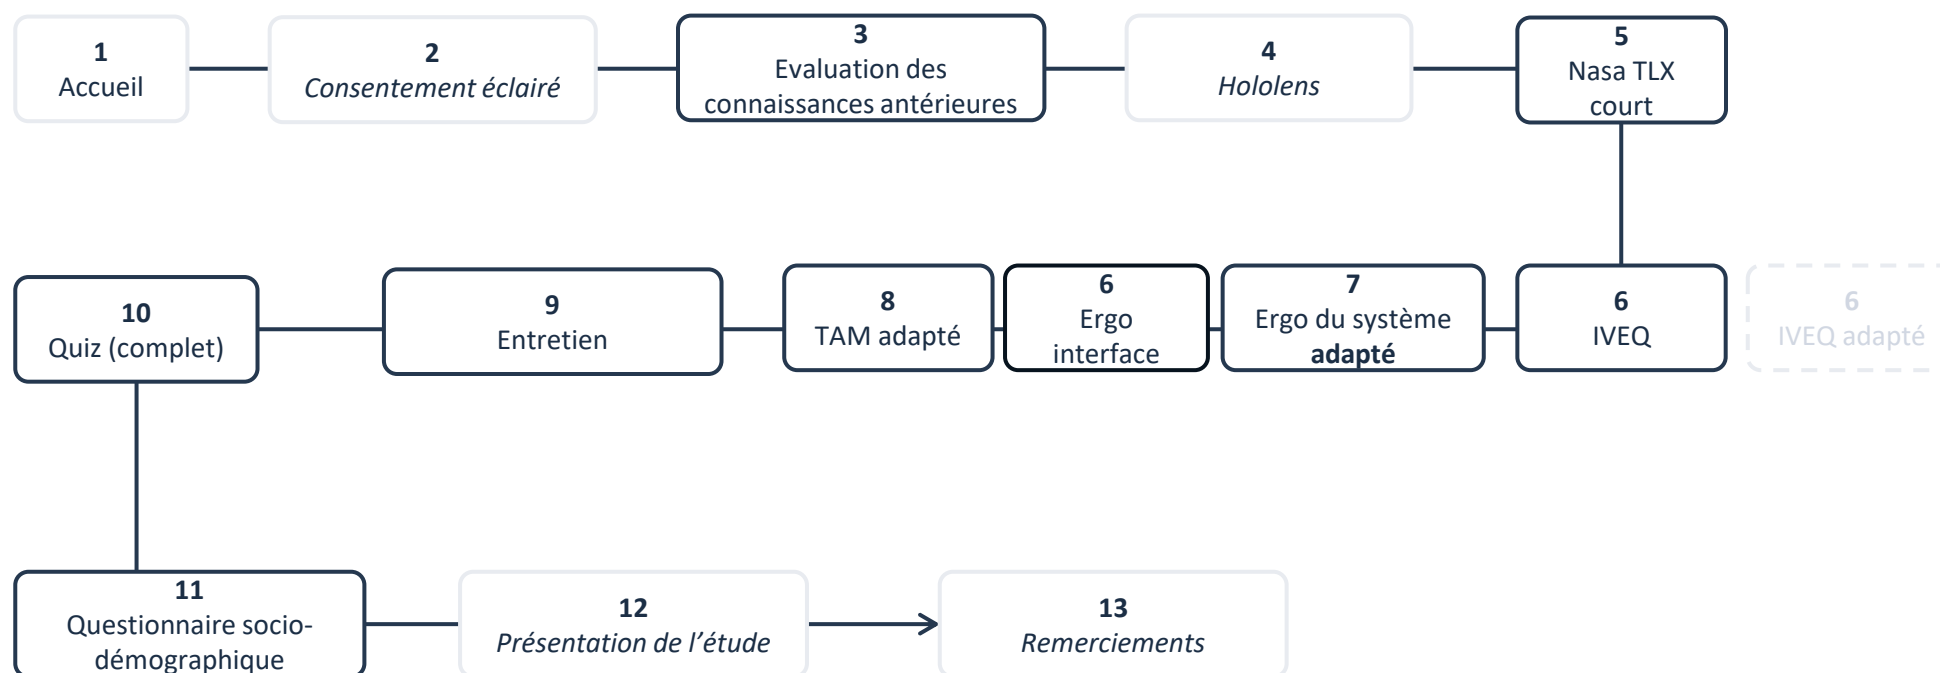 1
Accueil
2
Consentement éclairé
3
Evaluation des
connaissances antérieures
4
Hololens
5
Nasa TLX
court
10
Quiz (complet)
9
Entretien
8
TAM adapté
6
Ergo
interface
7
Ergo du système
adapté
6
IVEQ
6
IVEQ adapté
11
Questionnaire socio-
démographique
12
Présentation de l’étude
13
Remerciements